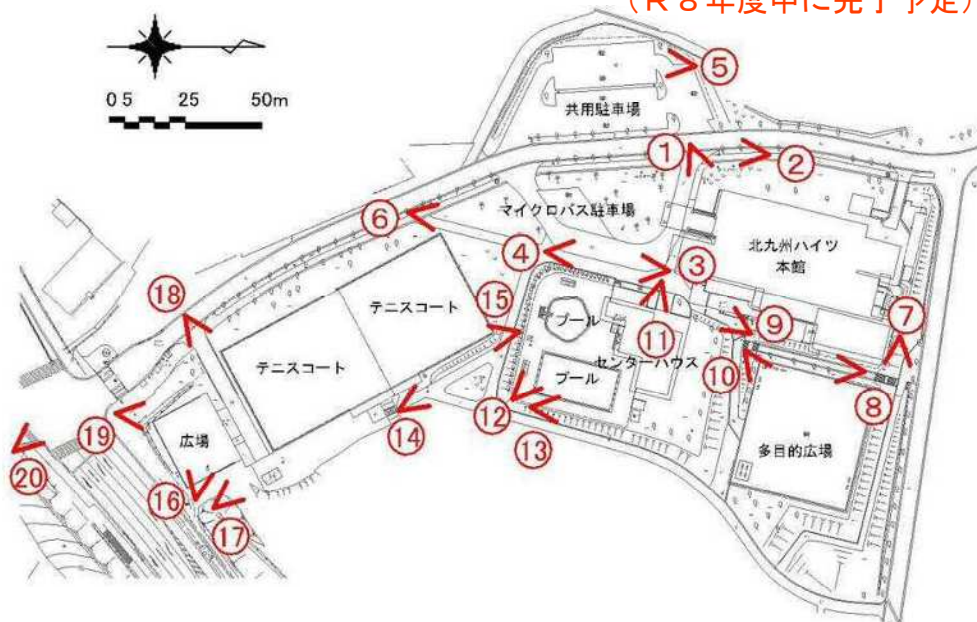 （R８年度中に完了予定）
0 5 25 50m
⑤
共用駐車場
①
②
⑥
マイクロバス駐車場
北九州ハイツ
本館
④
③
⑱
テニスコート
⑮
プール
⑪
⑨
⑦
テニスコート
センターハウス
プール
⑩
⑫
⑧
⑲
広場
⑭
⑬
多目的広場
⑳
⑯
⑰